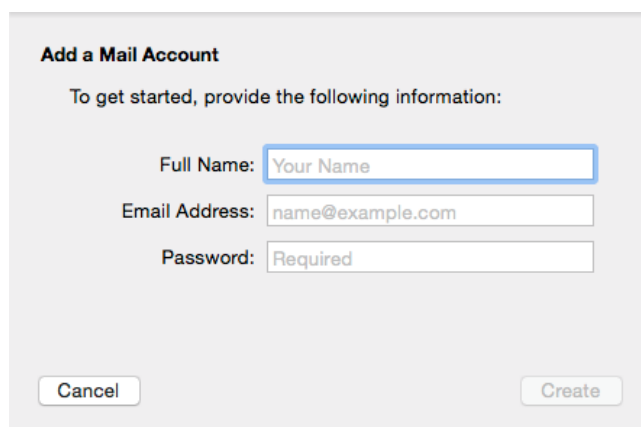 Add a Mail Account
To get started, provide the following information:
Full Name: Your Name
Email Address: name@example.com
Password: Required
Cancel Create